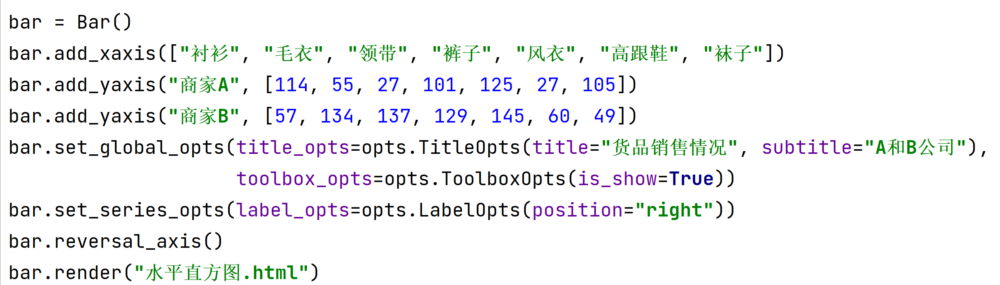 bar = Bar()
bar.add_xaxis(["衬衫", "毛衣", "领带", "裤子", "风衣", "高跟鞋", "袜子"])
bar.add_yaxis("商家A", [114, 55, 27, 101, 125, 27, 105])
bar.add_yaxis("商家B", [57, 134, 137, 129, 145, 60, 49])
bar.set_global_opts(title_opts=opts.TitleOpts(title="货品销售情况", subtitle="A和B公司"),
                    toolbox_opts=opts.ToolboxOpts(is_show=True))
bar.set_series_opts(label_opts=opts.LabelOpts(position="right"))
bar.reversal_axis()
bar.render("水平直方图.html")